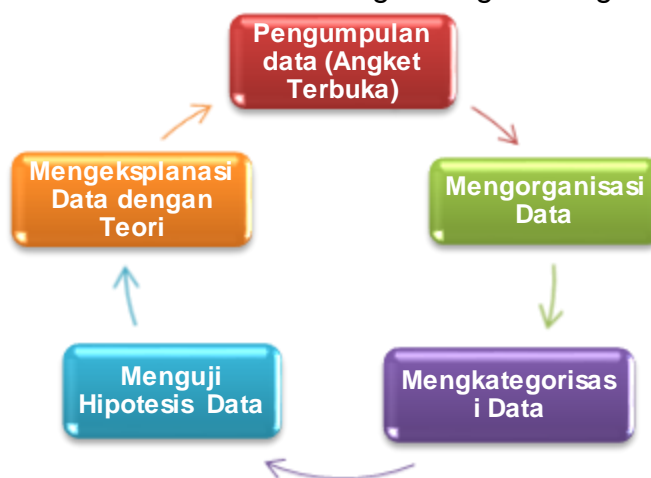 Pengumpulan
data (Angket
Terbuka)
Mengorganisasi
Data
Mengkategorisas
i Data
Menguji
Hipotesis Data
Mengeksplanasi
Data dengan
Teori